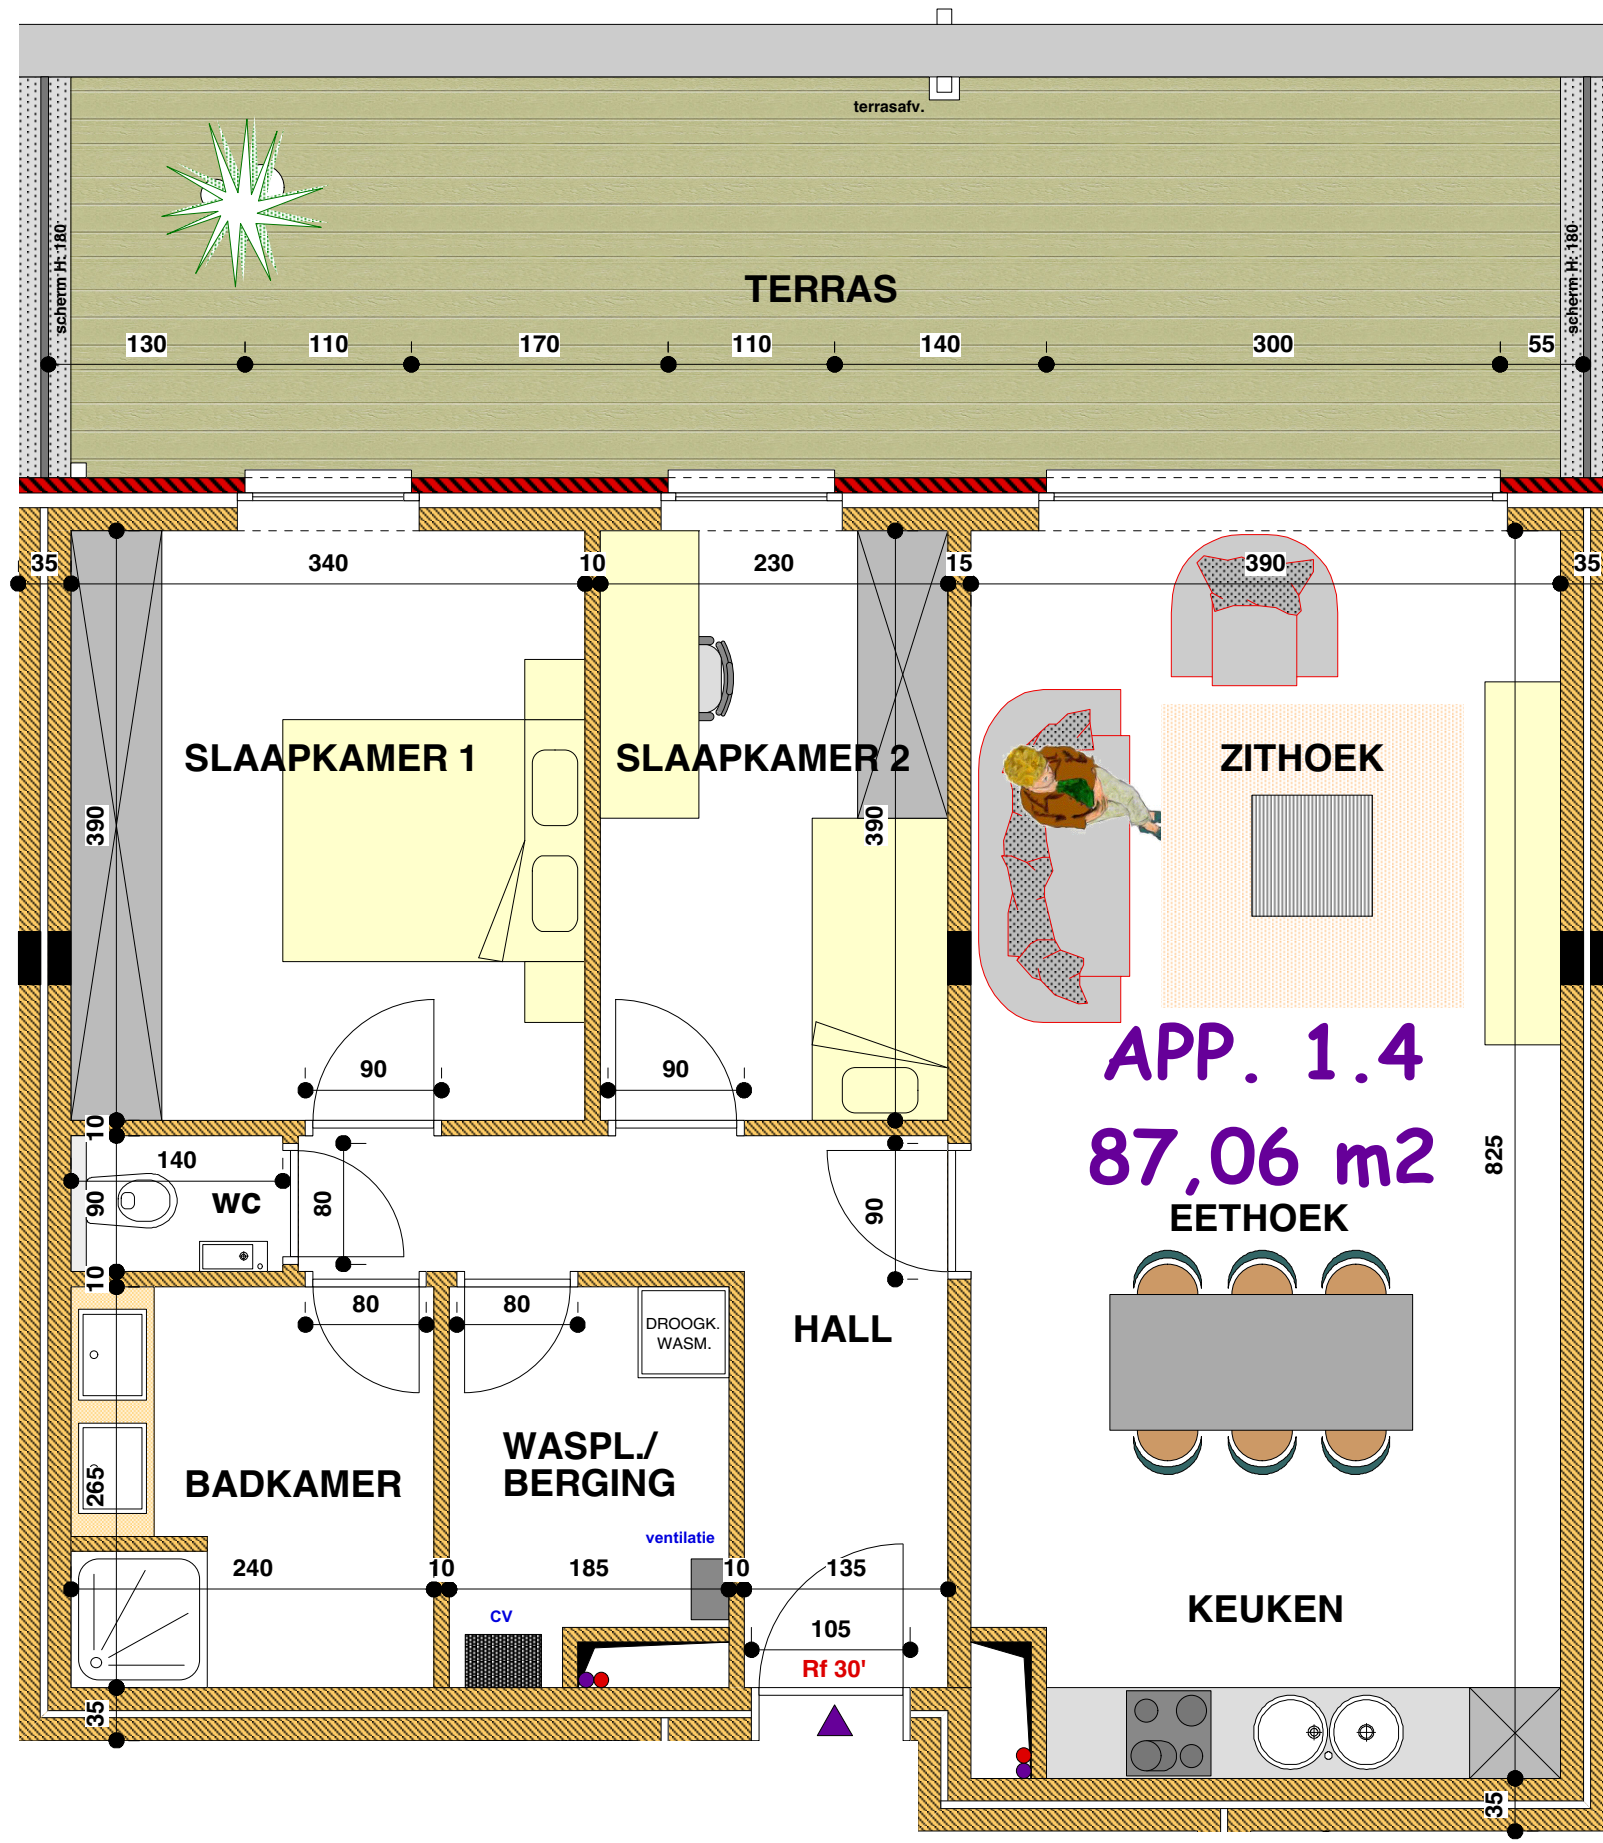 terrasafv.
scherm H: 180
scherm H: 180
TERRAS
130 110 170 110 140 300 55
35 340 10 230 15 390 35
SLAAPKAMER 1 SLAAPKAMER 2 ZITHOEK
390 390
APP. 1.4
90 90
10
87,06 m2
825
140
90 WC 80 90
EETHOEK
10
80 80
DROOGK.
WASM.
HALL
WASPL./
BERGING
BADKAMER
265
ventilatie
240 10 185 10 135
CV
105
KEUKEN
Rf 30'
35
35